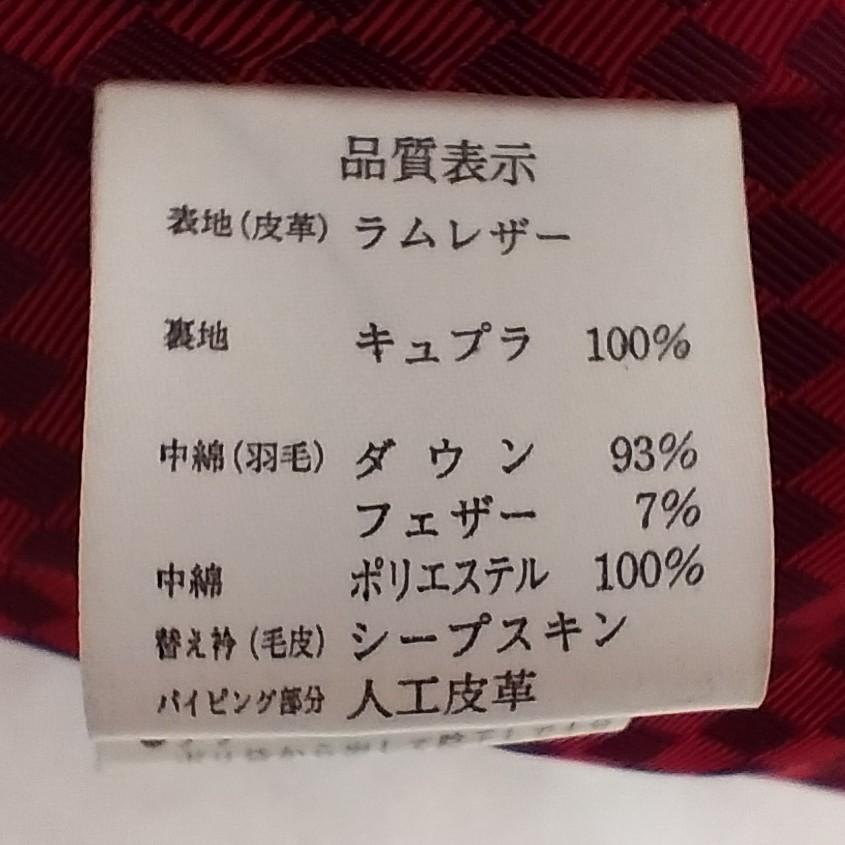 品質表示
表地(皮革) ラムレザー
裏地 キュプラ 100%
中綿(羽毛) ダウン 93%
フェザー 7%
中綿 ポリエステル 100%
替え衿(毛皮) シープスキン
パイピング部分 人工皮革